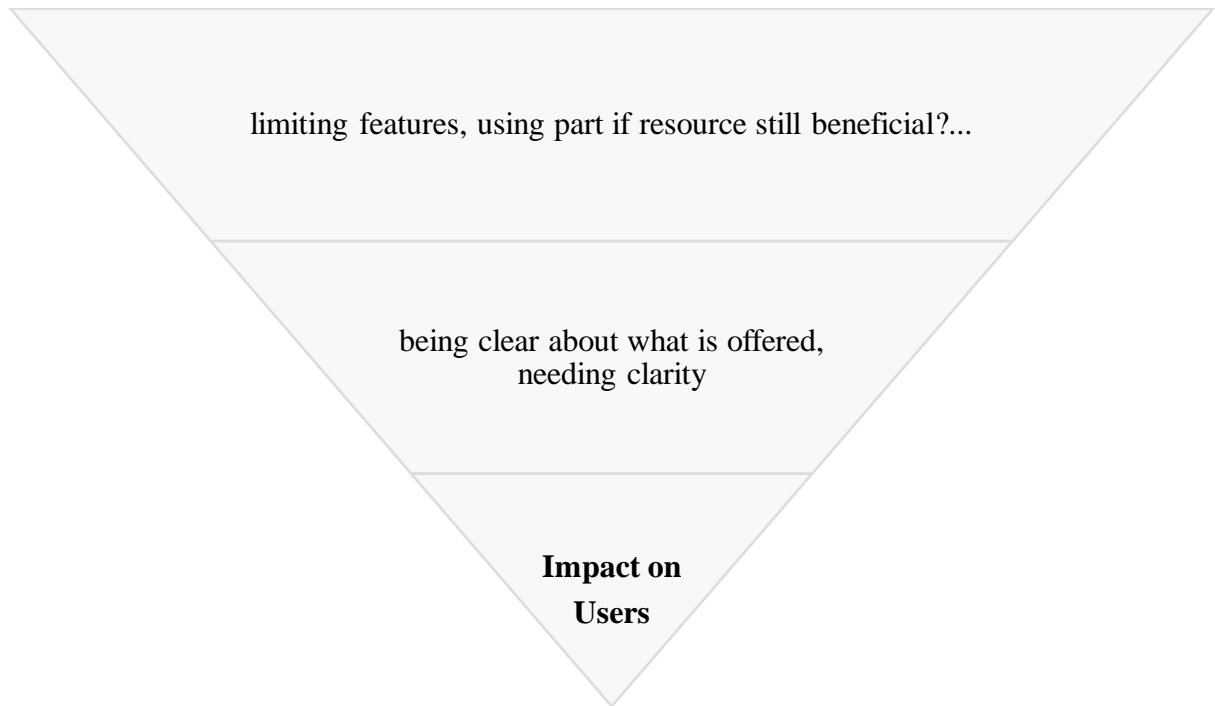 limiting features, using part if resource still beneficial?...
being clear about what is offered,
needing clarity
Impact on
Users